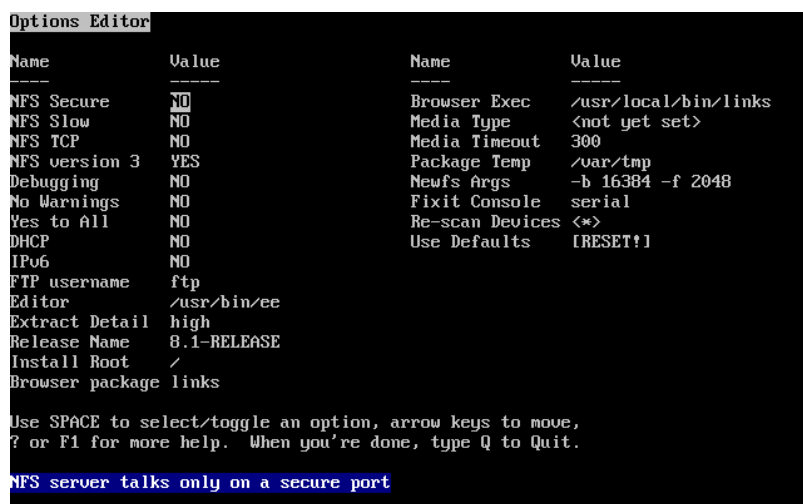 Options Editor
Name Value Name Value
---- ----- ---- -----
NFS Secure NO Browser Exec /usr/local/bin/links
NFS Slow NO Media Type <not yet set>
NFS TCP NO Media Timeout 300
NFS version 3 YES Package Temp /var/tmp
Debugging NO Newfs Args -b 16384 -f 2048
No Warnings NO Fixit Console serial
Yes to All NO Re-scan Devices <*>
DHCP NO Use Defaults [RESET!]
IPv6 NO
FTP username ftp
Editor /usr/bin/ee
Extract Detail high
Release Name 8.1-RELEASE
Install Root /
Browser package links
Use SPACE to select/toggle an option, arrow keys to move,
? or F1 for more help. When you're done, type Q to Quit.
NFS server talks only on a secure port